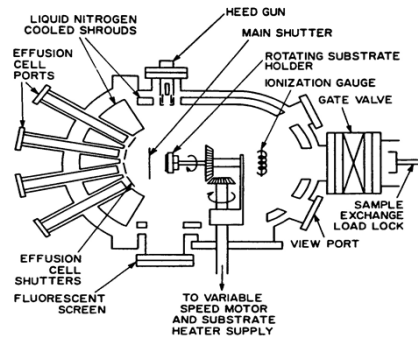 LIQUID NITROGEN
COOLED SHROUDS
HEED GUN
MAIN SHUTTER
EFFUSION
CELL
PORTS
ROTATING SUBSTRATE
HOLDER
IONIZATION GAUGE
GATE VALVE
SAMPLE
EXCHANGE
LOAD LOCK
VIEW PORT
EFFUSION
CELL
SHUTTERS
FLUORESCENT
SCREEN
TO VARIABLE
SPEED MOTOR
AND SUBSTRATE
HEATER SUPPLY